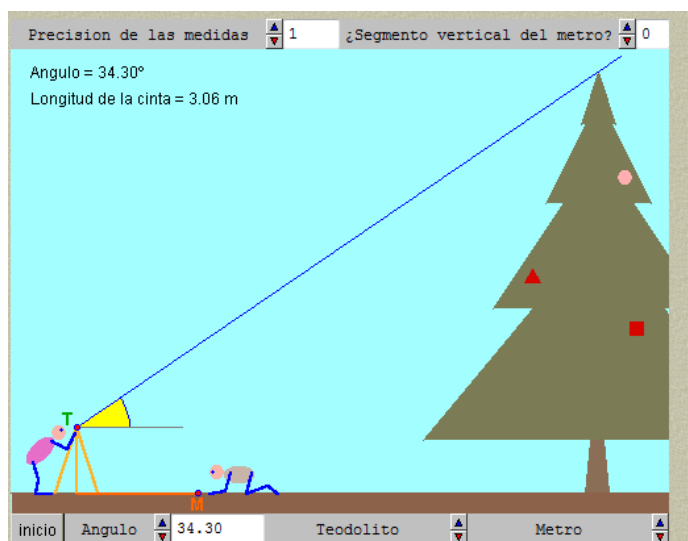 Precision de las medidas 1 ¿Segmento vertical del metro? 0
Angulo = 34.30º
Longitud de la cinta = 3.06 m
T
M
inicio Angulo 34.30 Teodolito Metro